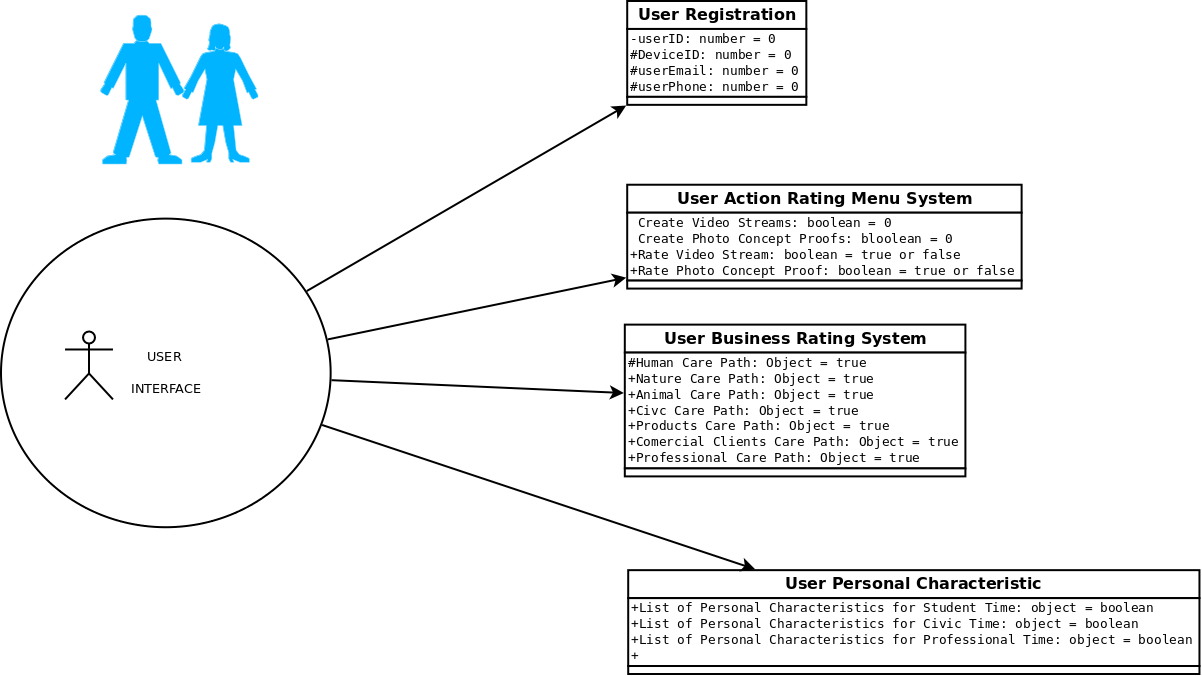 User Registration
-userID: number = 0
#DeviceID: number = 0
#userEmail: number = 0
#userPhone: number = 0
User Action Rating Menu System
Create Video Streams: boolean = 0
Create Photo Concept Proofs: bloolean = 0
+Rate Video Stream: boolean = true or false
+Rate Photo Concept Proof: boolean = true or false
USER
INTERFACE
User Business Rating System
#Human Care Path: Object = true
+Nature Care Path: Object = true
+Animal Care Path: Object = true
+Civc Care Path: Object = true
+Products Care Path: Object = true
+Comercial Clients Care Path: Object = true
+Professional Care Path: Object = true
User Personal Characteristic
+List of Personal Characteristics for Student Time: object = boolean
+List of Personal Characteristics for Civic Time: object = boolean
+List of Personal Characteristics for Professional Time: object = boolean
+